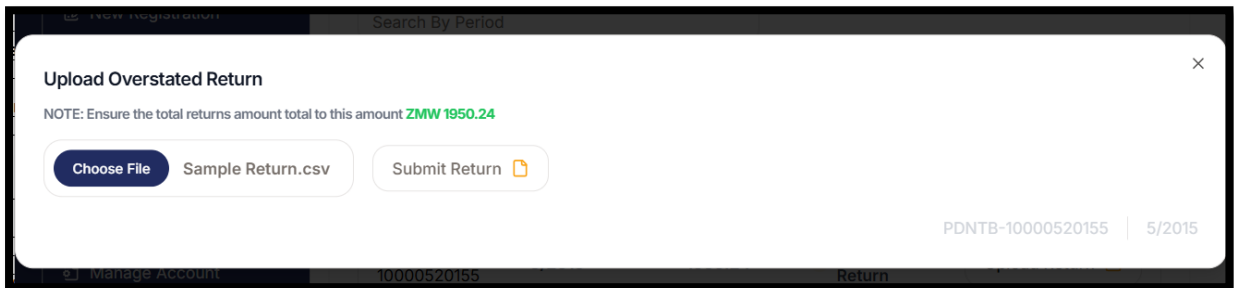 New Registration
Search By Period
Upload Overstated Return
NOTE: Ensure the total returns amount total to this amount ZMW 1950.24
Choose File Sample Return.csv Submit Return
PDNTB-10000520155 5/2015
Manage Account 10000520155 Return